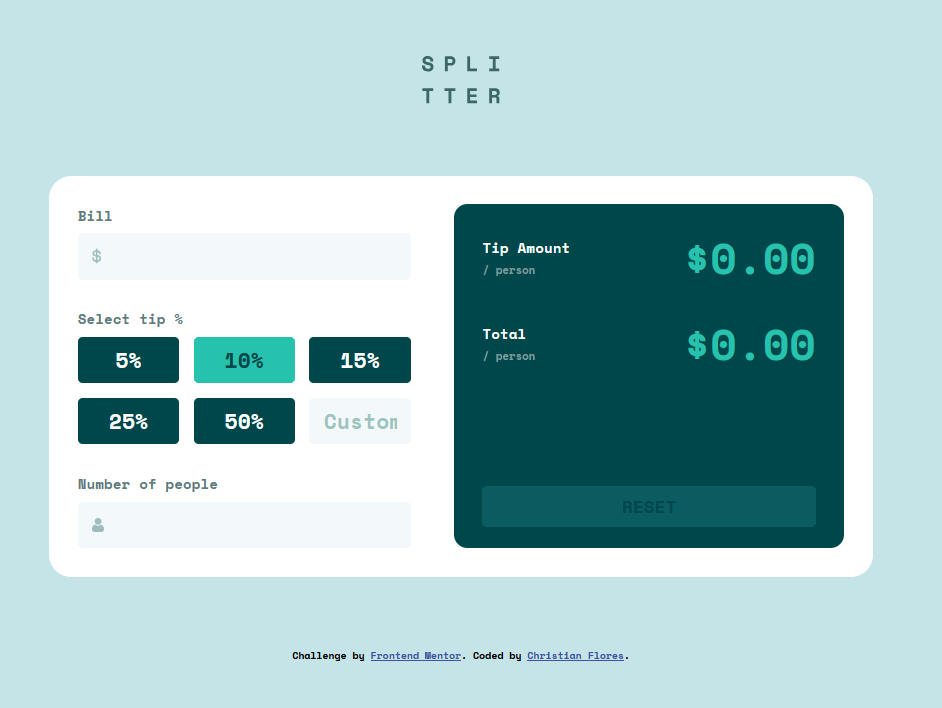 SPLI
TTER
Bill
$
Select tip %
5% 10% 15%
25% 50% Custom
Number of people
Tip Amount
/ person
$0.00
Total
/ person
$0.00
RESET
Challenge by Frontend Mentor. Coded by Christian Flores.